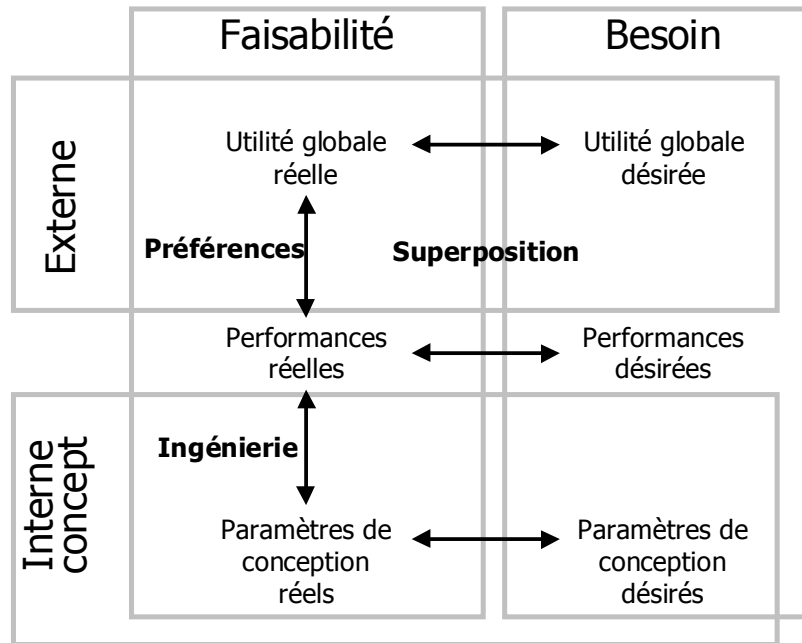 Faisabilité
Besoin
Externe
Utilité globale
réelle
Utilité globale
désirée
Préférences
Superposition
Performances
réelles
Performances
désirées
Interne
concept
Ingénierie
Paramètres de
conception
réels
Paramètres de
conception
désirés